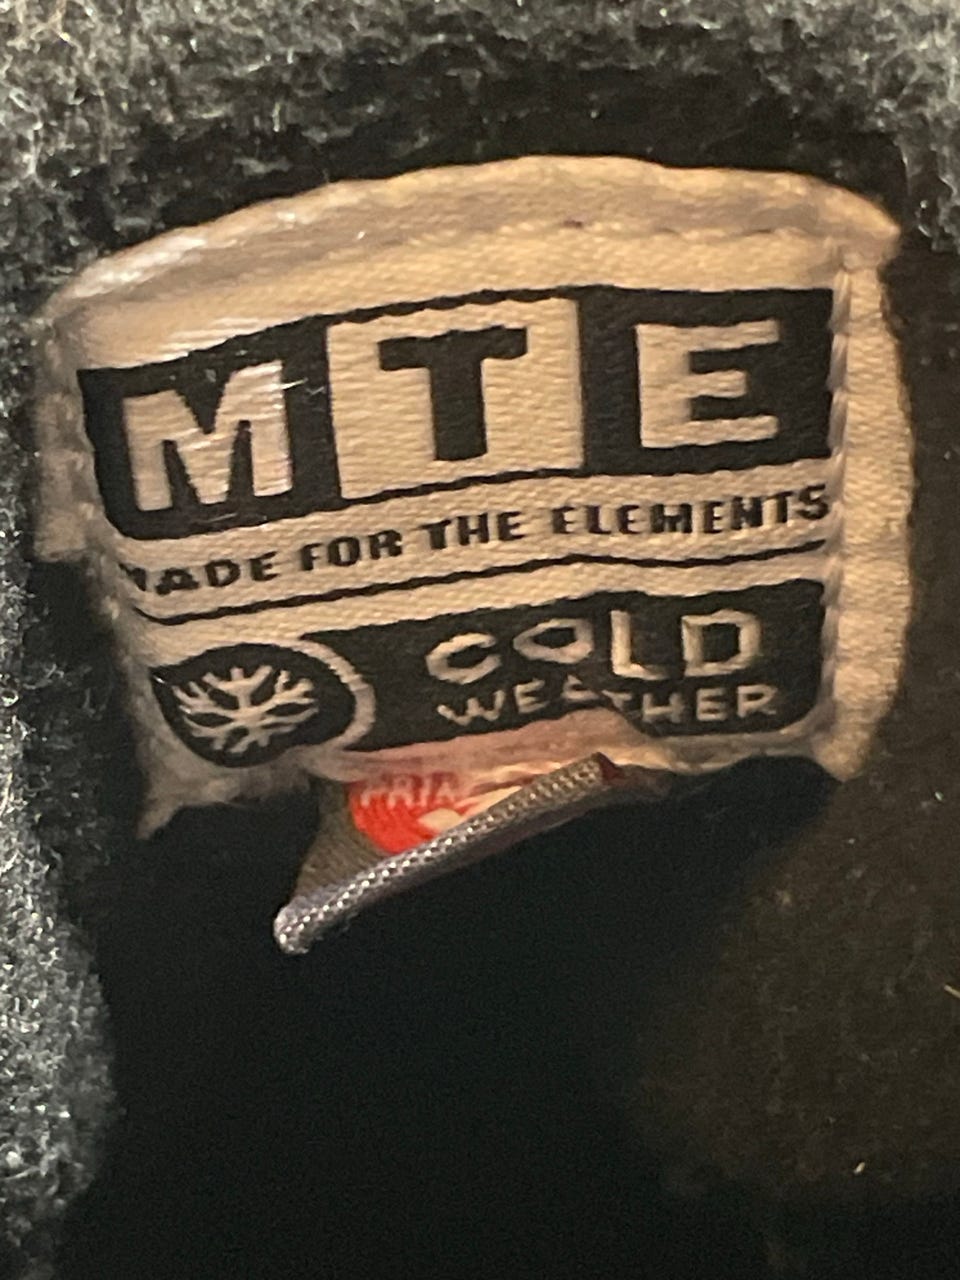 MTE
MADE FOR THE ELEMENTS
COLD
WEATHER